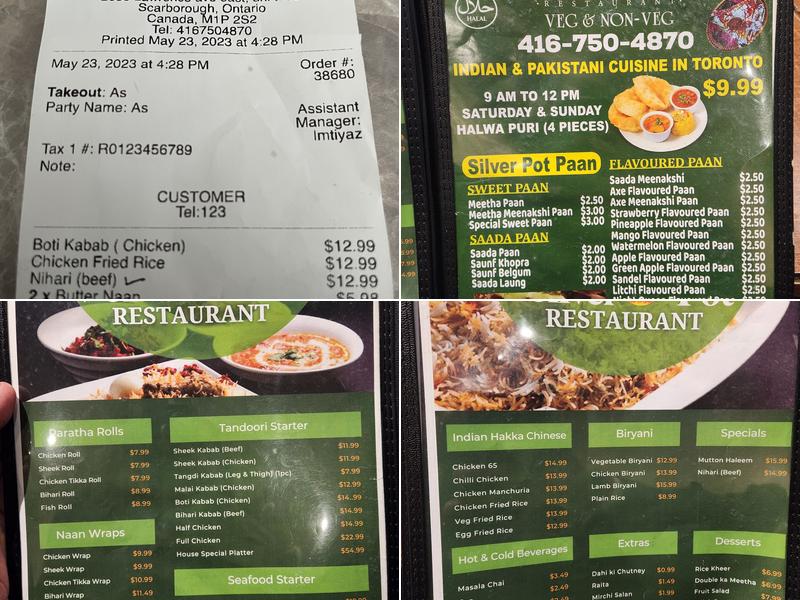 Scarborough, Ontario
Canada, M1P 2S2
Tel: 4167504870
Printed May 23, 2023 at 4:28 PM
May 23, 2023 at 4:28 PM
Order #:
38680
Takeout: As
Party Name: As
Assistant
Manager:
Imtiyaz
Tax 1 #: R0123456789
Note:
CUSTOMER
Tel:123
Boti Kabab ( Chicken) $12.99
Chicken Fried Rice $12.99
Nihari (beef) $12.99
2 x Butter Naan $5.98
حلال
HALAL
RESTAURANT
VEG & NON-VEG
416-750-4870
INDIAN & PAKISTANI CUISINE IN TORONTO
$9.99
9 AM TO 12 PM
SATURDAY & SUNDAY
HALWA PURI (4 PIECES)
Silver Pot Paan
SWEET PAAN
Meetha Paan $2.50
Meetha Meenakshi Paan $3.00
Special Sweet Paan $3.00
SAADA PAAN
Saada Paan $2.00
Saunf Khopra $2.00
Saunf Belgum $2.00
Saada Laung $2.00
FLAVOURED PAAN
Saada Meenakshi $2.50
Axe Flavoured Paan $2.50
Axe Meenakshi Paan $2.50
Strawberry Flavoured Paan $2.50
Pineapple Flavoured Paan $2.50
Mango Flavoured Paan $2.50
Watermelon Flavoured Paan $2.50
Apple Flavoured Paan $2.50
Green Apple Flavoured Paan $2.50
Sandel Flavoured Paan $2.50
Litchi Flavoured Paan $2.50
RESTAURANT
Paratha Rolls
Chicken Roll $7.99
Sheek Roll $7.99
Chicken Tikka Roll $7.99
Bihari Roll $8.99
Fish Roll $8.99
Naan Wraps
Chicken Wrap $9.99
Sheek Wrap $9.99
Chicken Tikka Wrap $10.99
Bihari Wrap $11.49
Tandoori Starter
Sheek Kabab (Beef) $11.99
Sheek Kabab (Chicken) $11.99
Tangdi Kabab (Leg & Thigh) (1pc) $7.99
Malai Kabab (Chicken) $12.99
Boti Kabab (Chicken) $14..99
Bihari Kabab (Beef) $14.99
Half Chicken $14.99
Full Chicken $22.99
House Special Platter $54.99
Seafood Starter
RESTAURANT
Indian Hakka Chinese
Chicken 65 $14.99
Chilli Chicken $13.99
Chicken Manchuria $13.99
Chicken Fried Rice $13.99
Veg Fried Rice $13.99
Egg Fried Rice $12.99
Hot & Cold Beverages
Masala Chai $3.49
$2.49
Biryani
Vegetable Biryani $12.99
Chicken Biryani $13.99
Lamb Biryani $15.99
Plain Rice $8.99
Extras
Dahi ki Chutney $0.99
Raita $1.49
Mirchi Salan $1.99
Specials
Mutton Haleem $15.99
Nihari (Beef) $14.99
Desserts
Rice Kheer $6.99
Double ka Meetha $6.99
Fruit Salad $7.99